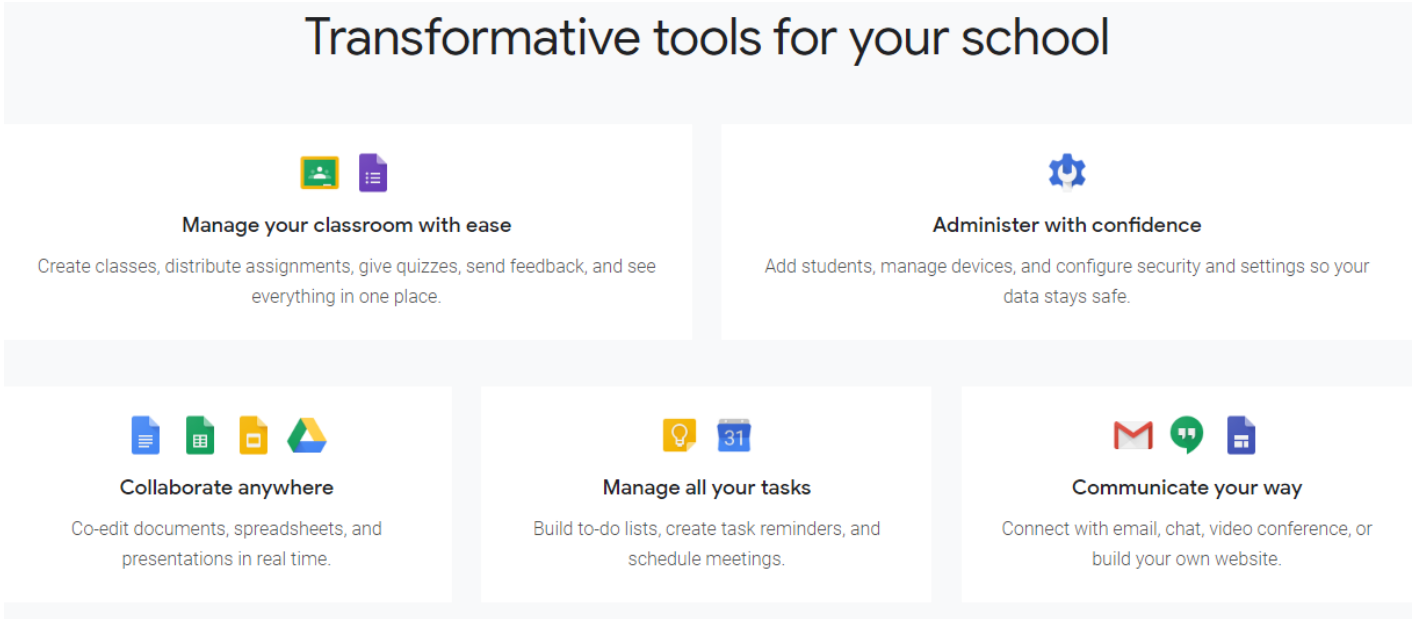 Transformative tools for your school
Manage your classroom with ease
Create classes, distribute assignments, give quizzes, send feedback, and see
everything in one place.
Administer with confidence
Add students, manage devices, and configure security and settings so your
data stays safe.
Collaborate anywhere
Co-edit documents, spreadsheets, and
presentations in real time.
31
Manage all your tasks
Build to-do lists, create task reminders, and
schedule meetings.
Communicate your way
Connect with email, chat, video conference, or
build your own website.